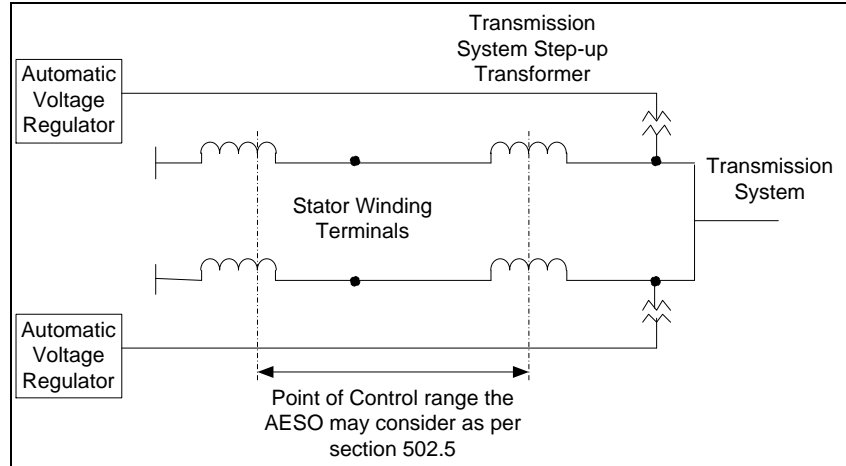 Transmission
System Step-up
Transformer
Automatic
Voltage
Regulator
Transmission
System
Stator Winding
Terminals
Automatic
Voltage
Regulator
Point of Control range the
AESO may consider as per
section 502.5